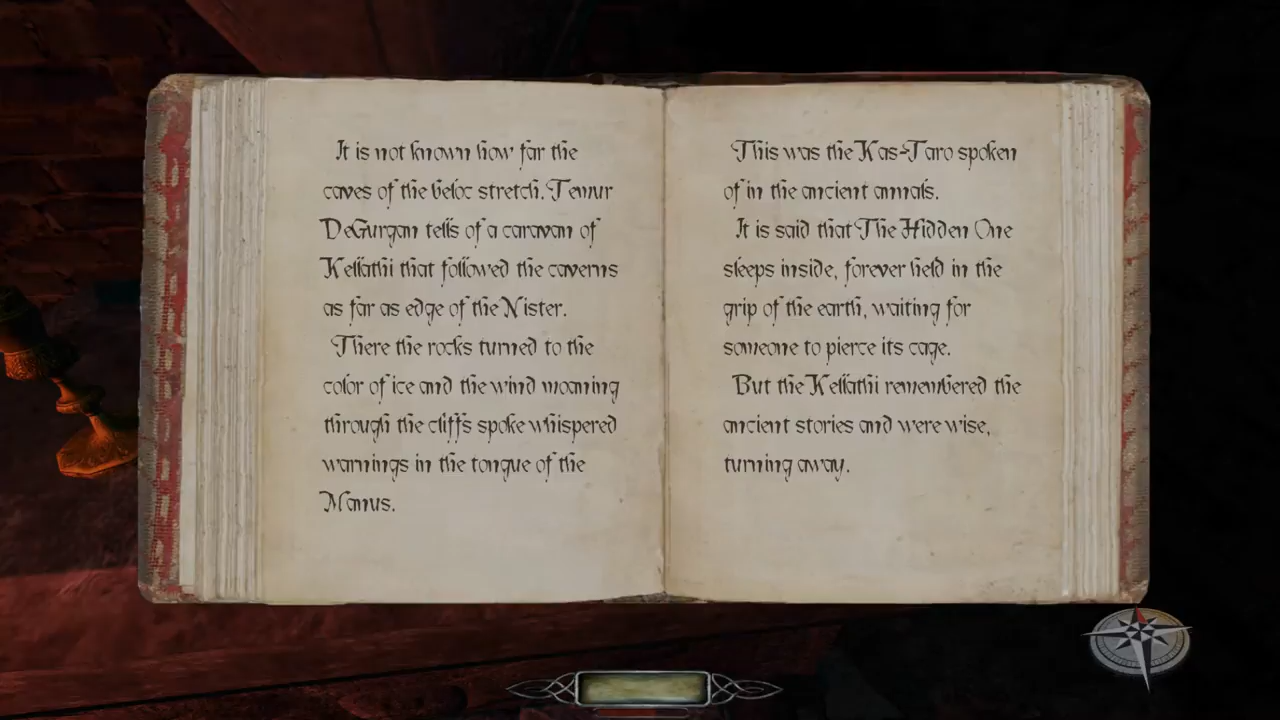 It is not known how far the
caves of the beloc stretch. Temur
DeGurgan tells of a caravan of
Kellathi that followed the caverns
as far as edge of the Nister.
There the rocks turned to the
color of ice and the wind moaning
through the cliffs spoke whispered
warnings in the tongue of the
Manus.
This was the Kas-Taro spoken
of in the ancient annals.
It is said that The Hidden One
sleeps inside, forever held in the
grip of the earth, waiting for
someone to pierce its cage.
But the Kellathi remembered the
ancient stories and were wise,
turning away.